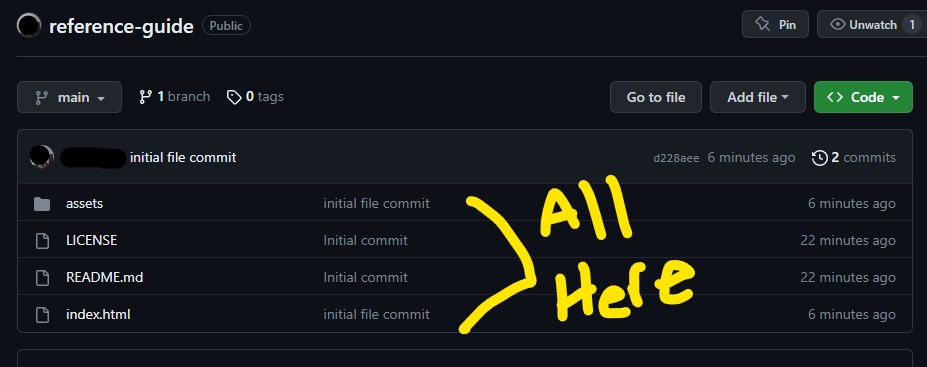 reference-guide Public Pin Unwatch 1
main 1 branch 0 tags Go to file Add file <> Code
initial file commit d228aee 6 minutes ago 2 commits
assets initial file commit 6 minutes ago
LICENSE Initial commit 22 minutes ago
README.md Initial commit 22 minutes ago
index.html initial file commit 6 minutes ago
All
Here